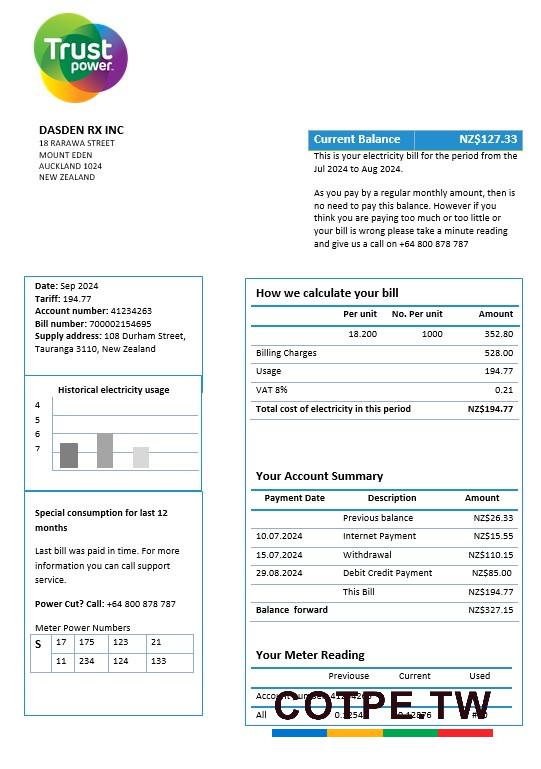 Trust
power
DASDEN RX INC
18 RARAWA STREET
MOUNT EDEN
AUCKLAND 1024
NEW ZEALAND
Current Balance NZ$127.33
This is your electricity bill for the period from the
Jul 2024 to Aug 2024.
As you pay by a regular monthly amount, then is
no need to pay this balance. However if you
think you are paying too much or too little or
your bill is wrong please take a minute reading
and give us a call on +64 800 878 787
Date: Sep 2024
Tariff: 194.77
Account number: 41234263
Bill number: 700002154695
Supply address: 108 Durham Street,
Tauranga 3110, New Zealand
Historical electricity usage
4
5
6
7
Special consumption for last 12
months
Last bill was paid in time. For more
information you can call support
service.
Power Cut? Call: +64 800 878 787
Meter Power Numbers
S 17 175 123 21
11 234 124 133
How we calculate your bill
Per unit No. Per unit Amount
18.200 1000 352.80
Billing Charges 528.00
Usage 194.77
VAT 8% 0.21
Total cost of electricity in this period NZ$194.77
Your Account Summary
Payment Date Description Amount
Previous balance NZ$26.33
10.07.2024 Internet Payment NZ$15.55
15.07.2024 Withdrawal NZ$110.15
29.08.2024 Debit Credit Payment NZ$85.00
This Bill NZ$194.77
Balance forward NZ$327.15
Your Meter Reading
Previouse Current Used
COTPE.TW
All